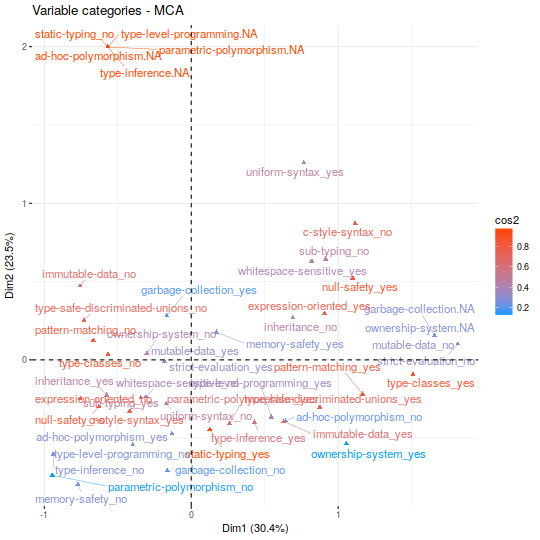 Variable categories - MCA
static-typing_no
type-level-programming.NA
parametric-polymorphism.NA
ad-hoc-polymorphism.NA
type-inference.NA
uniform-syntax_yes
c-style-syntax_no
sub-typing_no
whitespace-sensitive_yes
immutable-data_no
null-safety_yes
garbage-collection_yes
type-safe-discriminated-unions_no
expression-oriented_yes
garbage-collection.NA
pattern-matching_no
ownership-system_no
inheritance_no
ownership-system.NA
memory-safety_yes
mutable-data_no
mutable-data_yes
strict-evaluation_no
type-classes_no
strict-evaluation_yes
pattern-matching_yes
inheritance_yes
whitespace-sensitive_no
type-level-programming_yes
type-classes_yes
expression-oriented_no
sub-typing_yes
parametric-polymorphism_yes
type-safe-discriminated-unions_yes
null-safety_no
c-style-syntax_yes
uniform-syntax_no
ad-hoc-polymorphism_no
ad-hoc-polymorphism_yes
type-inference_yes
immutable-data_yes
type-level-programming_no
static-typing_yes
ownership-system_yes
type-inference_no
garbage-collection_no
parametric-polymorphism_no
memory-safety_no
2
1
0
-1
0
1
Dim1 (30.4%)
Dim2 (23.5%)
cos2
0.8
0.6
0.4
0.2